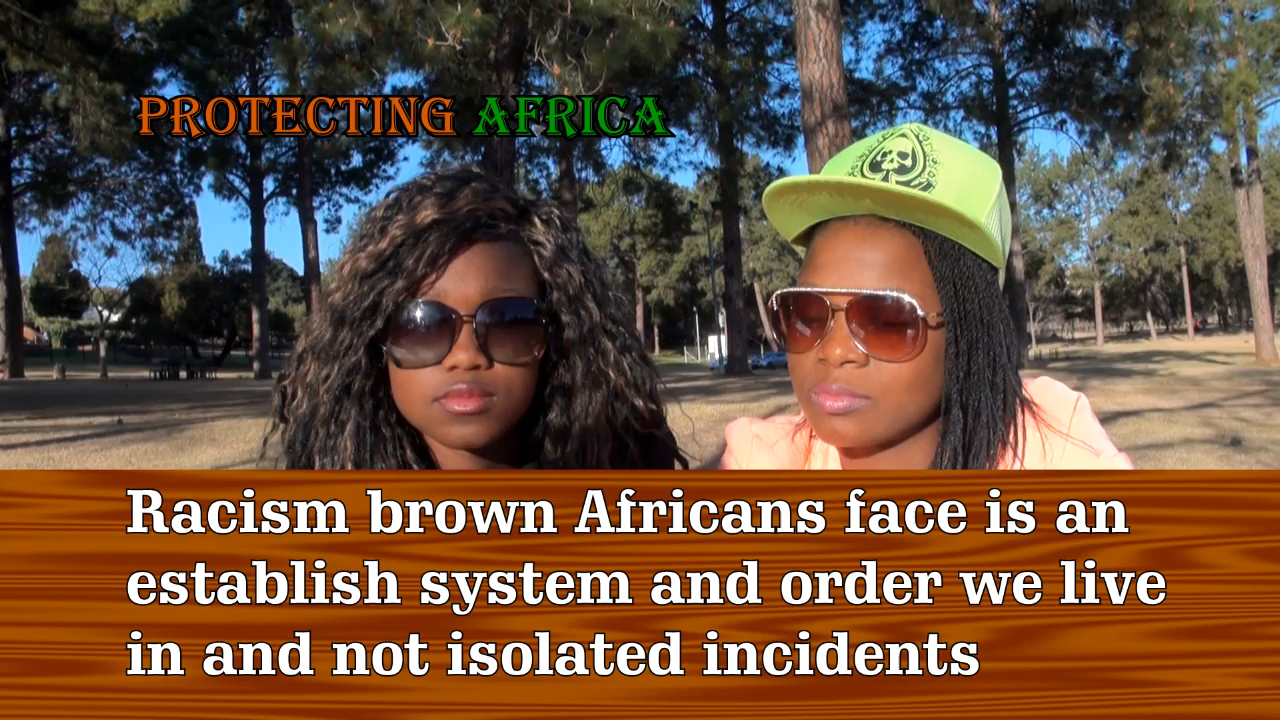 PROTECTING AFRICA
Racism brown Africans face is an
establish system and order we live
in and not isolated incidents